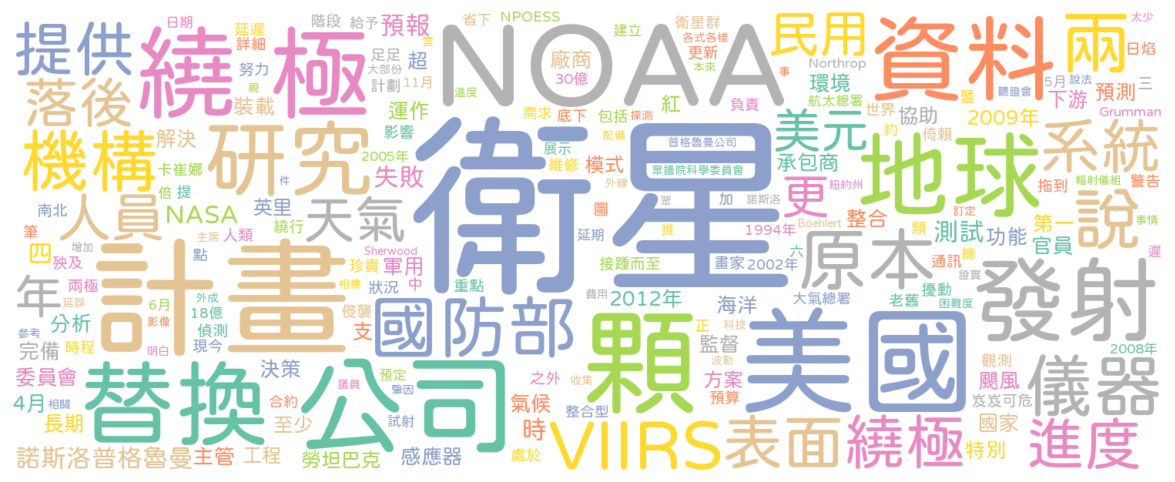 提供
繞極
日期
延遲
詳細
努力
階段
給予
預報
足足
大部份
計劃
雲
11月
超
省下
NPOESS
NOAA
衛星群
各式各樣
更新
本來
建立
廠商
30億
民用
資料
兩
太少
日焰
說法
Northrop
事
環境
航太總署
5月
聽證會
下游
預測
三
落後
視
裝載
運作
影響
溫度
需求
底下
包括
探測
紅
負責
配備
展示
維修
模式
美元
承包商
世界
約
協助
倚賴
暨
2009年
Grumman
系統
機構
研究
解決
卡崔娜
倍
提
件
2005年
失敗
衛星
普格魯曼公司
眾議院科學委員會
外線
眾
加
諾斯洛
圖
推
更
紐約州
Boehlert
整合
地球
訂定
類
拖到
輻射儀組
警告
第一
說
事情
遲
南北
筆
人員
NASA
英里
天氣
繞行
點
四
殃及
增加
主席
人類
Sherwood
珍貴
軍用
中
延期
1994年
畫家
2002年
六
原本
測試
功能
通訊
總
官員
證實
年
兩極
延誤
計畫
6月
外成
相機
狀況
重點
接踵而至
費用
2012年
海洋
大氣總署
老舊
擾動
困難度
發射
參考
分析
影像
18億
偵測
現今
侵襲
支
國防部
顆
正
科技
監督
波勒
美國
2008年
完備
時程
明白
委員會
4月
相關
長期
替換
決策
合約
至少
議員
公司
預定
肇因
試射
之外
氣候
時
收集
整合型
方案
預算
觀測
颶風
岌岌可危
國家
儀器
諾斯洛普格魯曼
主管
工程
勞坦巴克
感應器
處於
VIIRS
表面
繞極
特別
進度